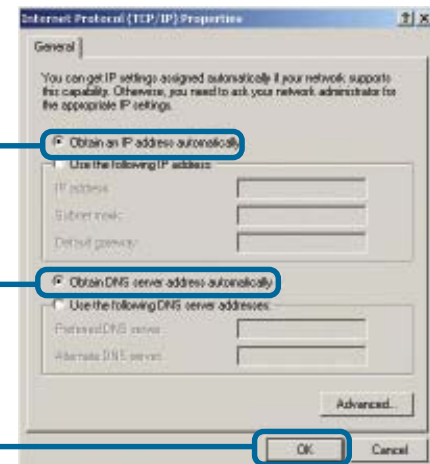 Internet Protocol (TCP/IP) Properties
General
You can get IP settings assigned automatically if your network supports
this capability. Otherwise, you need to ask your network administrator for
the appropriate IP settings.
Obtain an IP address automatically
Use the following IP address:
IP address:
Subnet mask:
Default gateway:
Obtain DNS server address automatically
Use the following DNS server addresses:
Preferred DNS server:
Alternate DNS server:
Advanced...
OK
Cancel